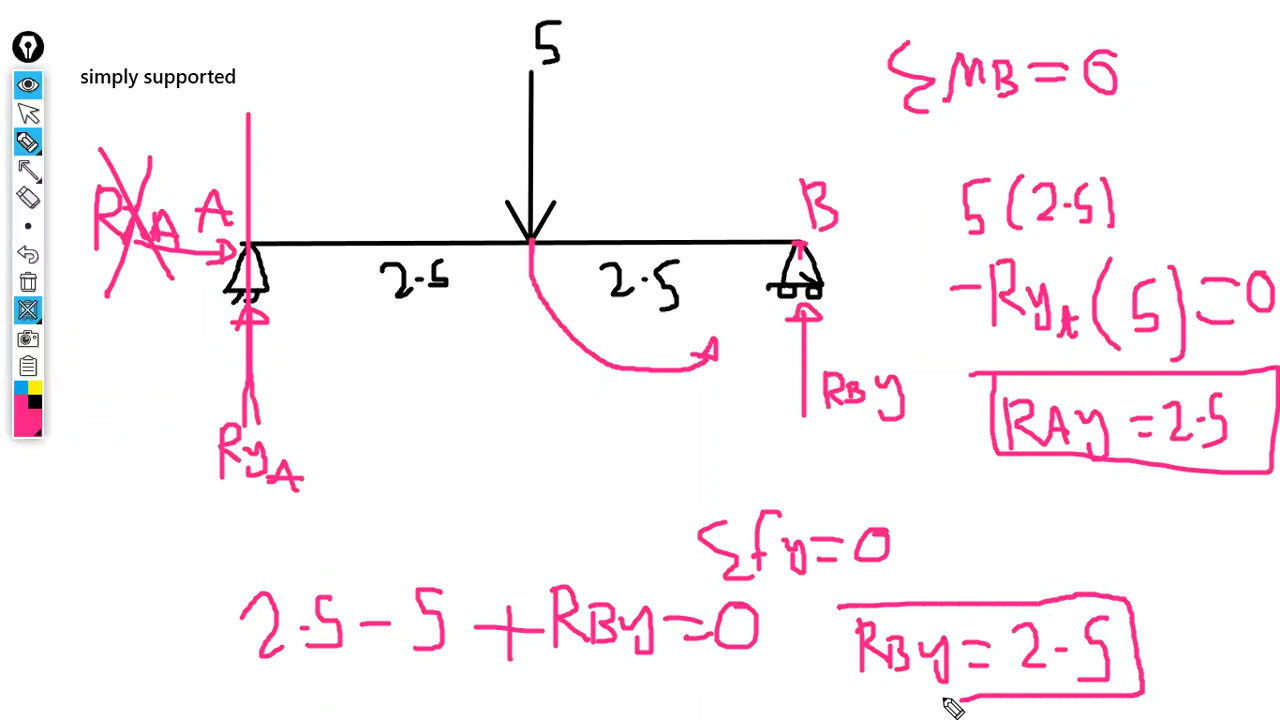 simply supported
5
ΣMB=0
RxA
A
B
5(2.5)
2.5
2.5
-RyA(5)=0
RBy
RAy=2.5
RyA
Σfy=0
2.5-5+RBy=0
RBy=2.5